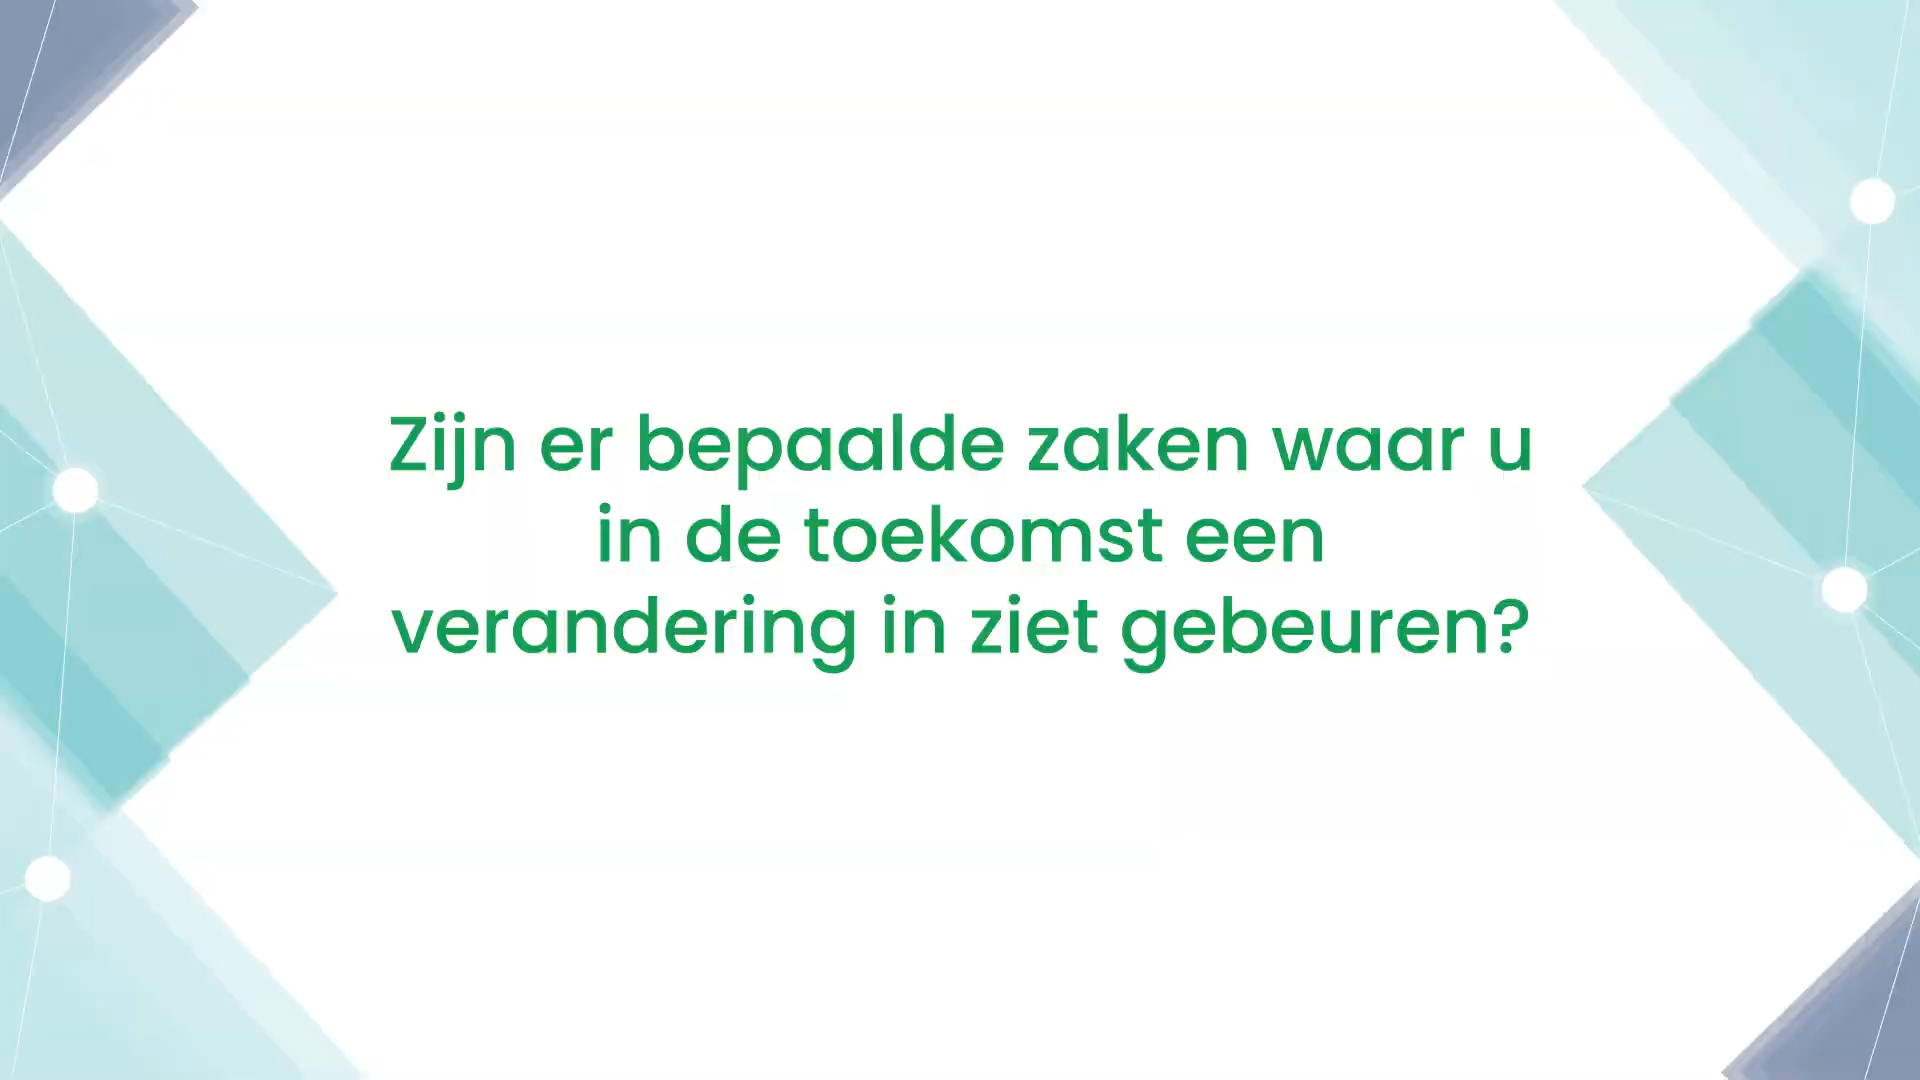 Zijn er bepaalde zaken waar u
in de toekomst een
verandering in ziet gebeuren?